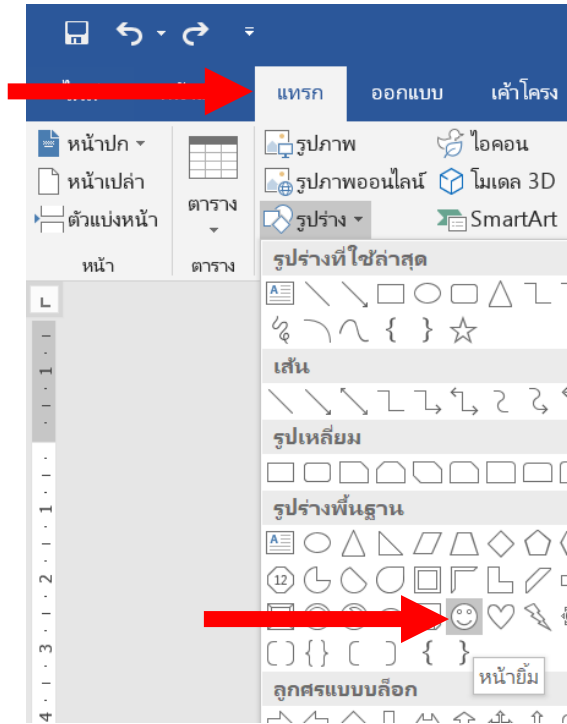 แทรก ออกแบบ เค้าโครง
หน้าปก
หน้าเปล่า
ตัวแบ่งหน้า
หน้า
ตาราง
ตาราง
รูปภาพ
รูปภาพออนไลน์
รูปร่าง
ไอคอน
โมเดล 3D
SmartArt
รูปร่างที่ใช้ล่าสุด
เส้น
รูปเหลี่ยม
รูปร่างพื้นฐาน
12
หน้ายิ้ม
ลูกศรแบบบล็อก
1
1
2
3
4